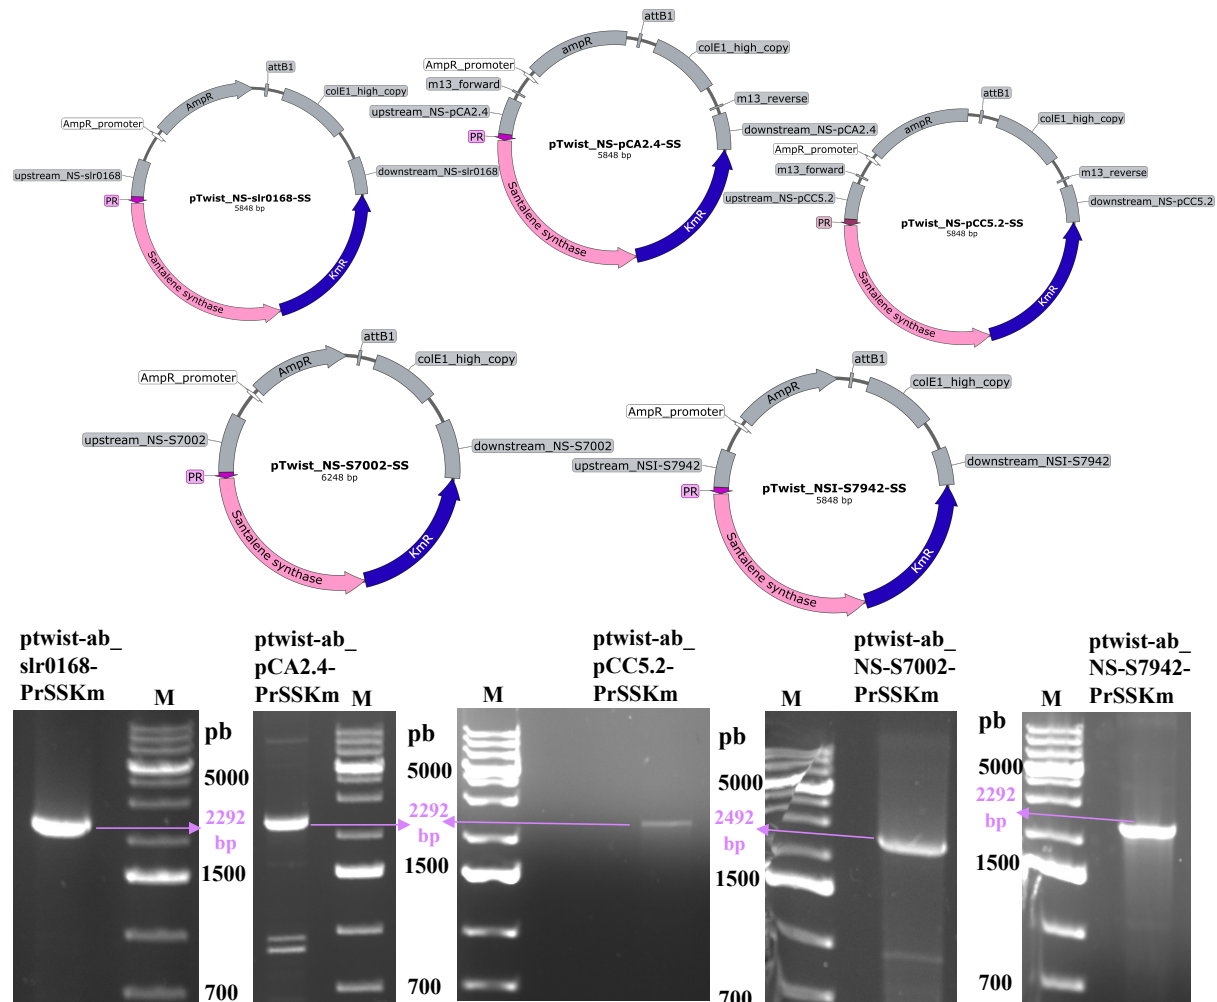 attB1
AmpR
colE1_high_copy
AmpR_promoter
upstream_NS-slr0168
downstream_NS-slr0168
PR
pTwist_NS-slr0168-SS
5848 bp
Santalene synthase
KmR
attB1
ampR
colE1_high_copy
AmpR_promoter
m13_forward
m13_reverse
upstream_NS-pCA2.4
downstream_NS-pCA2.4
PR
pTwist_NS-pCA2.4-SS
5848 bp
Santalene synthase
KmR
attB1
ampR
colE1_high_copy
AmpR_promoter
m13_forward
m13_reverse
upstream_NS-pCC5.2
downstream_NS-pCC5.2
PR
pTwist_NS-pCC5.2-SS
5848 bp
Santalene synthase
KmR
attB1
AmpR
colE1_high_copy
AmpR_promoter
upstream_NS-S7002
downstream_NS-S7002
PR
pTwist_NS-S7002-SS
6248 bp
Santalene synthase
KmR
attB1
AmpR
colE1_high_copy
AmpR_promoter
upstream_NSI-S7942
downstream_NSI-S7942
PR
pTwist_NSI-S7942-SS
5848 bp
Santalene synthase
KmR
ptwist-ab_
slr0168-
PrSSKm
M
pb
5000
2292
bp
1500
700
ptwist-ab_
pCA2.4-
PrSSKm
M
pb
5000
2292
bp
1500
700
ptwist-ab_
pCC5.2-
PrSSKm
M
ptwist-ab_
NS-S7002-
PrSSKm
M
pb
5000
2492
bp
1500
700
ptwist-ab_
NS-S7942-
PrSSKm
M
pb
5000
2292
bp
1500
700